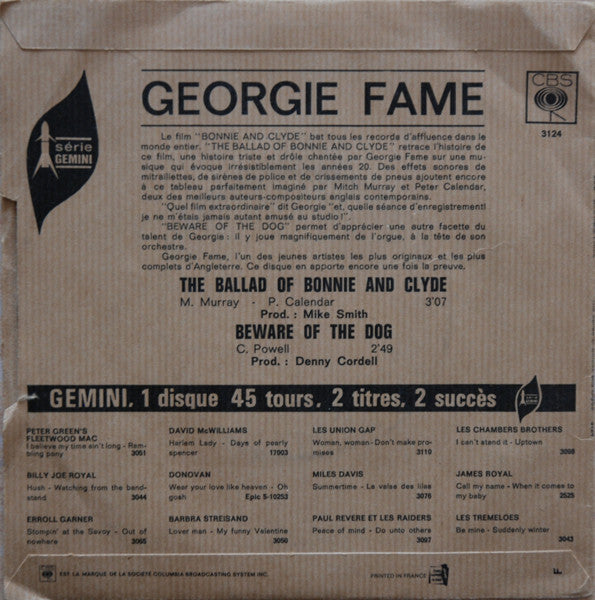 GEORGIE FAME
CBS
3124
série
GEMINI
Le film "BONNIE AND CLYDE" bat tous les records d'affluence dans le
monde entier. "THE BALLAD OF BONNIE AND CLYDE" retrace l'histoire de
ce film, une histoire triste et drôle chantée par Georgie Fame sur une mu-
sique qui évoque irrésistiblement les années 20. Des effets sonores de
mitraillettes, de sirènes de police et de crissements de pneus ajoutent encore
à ce tableau parfaitement imaginé par Mitch Murray et Peter Calendar,
deux des meilleurs auteurs-compositeurs anglais contemporains.
"Quel film extraordinaire" dit Georgie "et, quelle séance d'enregistrement!
je ne m'étais jamais autant amusé au studio!".
"BEWARE OF THE DOG" permet d'apprécier une autre facette du
talent de Georgie: il y joue magnifiquement de l'orgue, à la tête de son
orchestre.
Georgie Fame, l'un des jeunes artistes les plus originaux et les plus
complets d'Angleterre. Ce disque en apporte encore une fois la preuve.
THE BALLAD OF BONNIE AND CLYDE
M. Murray - P. Calendar 3'07
Prod. : Mike Smith
BEWARE OF THE DOG
C. Powell 2'49
Prod. : Denny Cordell
GEMINI. 1 disque 45 tours. 2 titres. 2 succès
PETER GREEN'S
FLEETWOOD MAC
I believe my time ain't long - Ram-
bling pony 3051
DAVID McWILLIAMS
Harlem Lady - Days of pearly
spencer 17003
LES UNION GAP
Woman, woman - Don't make pro-
mises 3110
LES CHAMBERS BROTHERS
I can't stend it - Uptown
3098
BILLY JOE ROYAL
Hush - Watching from the band-
stand 3044
DONOVAN
Wear your love like heaven - Oh
gosh Epic 5-10253
MILES DAVIS
Summertime - La valse des lilas
3076
JAMES ROYAL
Call my name - When it comes to
my baby 2525
ERROLL GARNER
Stompin' at the Savoy - Out of
nowhere 3065
BARBRA STREISAND
Lover man - My funny Valentine
3050
PAUL REVERE ET LES RAIDERS
Peace of mind - Do unto others
3097
LES TREMELOES
Be mine - Suddenly winter
3043
EST LA MARQUE DE LA SOCIÉTÉ COLUMBIA BROADCASTING SYSTEM INC.
PRINTED IN FRANCE
F